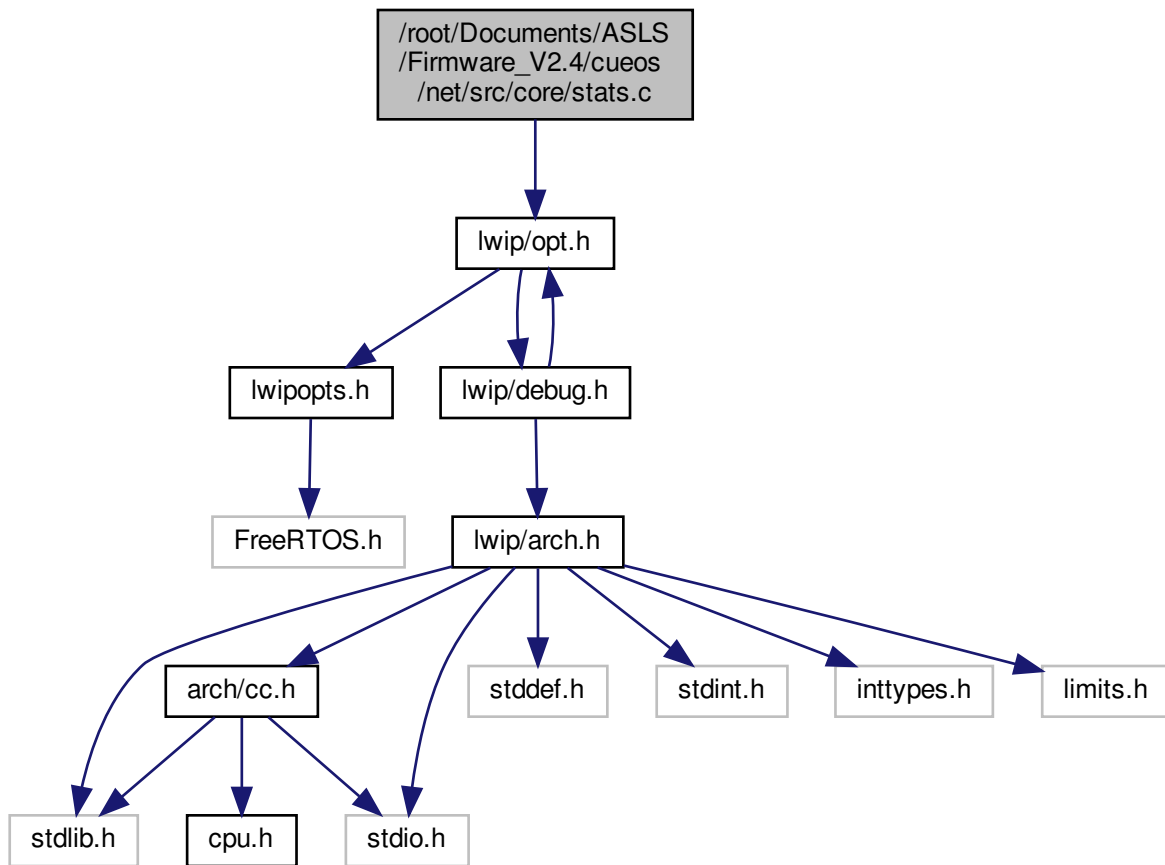 /root/Documents/ASLS
/Firmware_V2.4/cueos
/net/src/core/stats.c
lwip/opt.h
lwipopts.h
lwip/debug.h
FreeRTOS.h
lwip/arch.h
arch/cc.h
stddef.h
stdint.h
inttypes.h
limits.h
stdlib.h
cpu.h
stdio.h